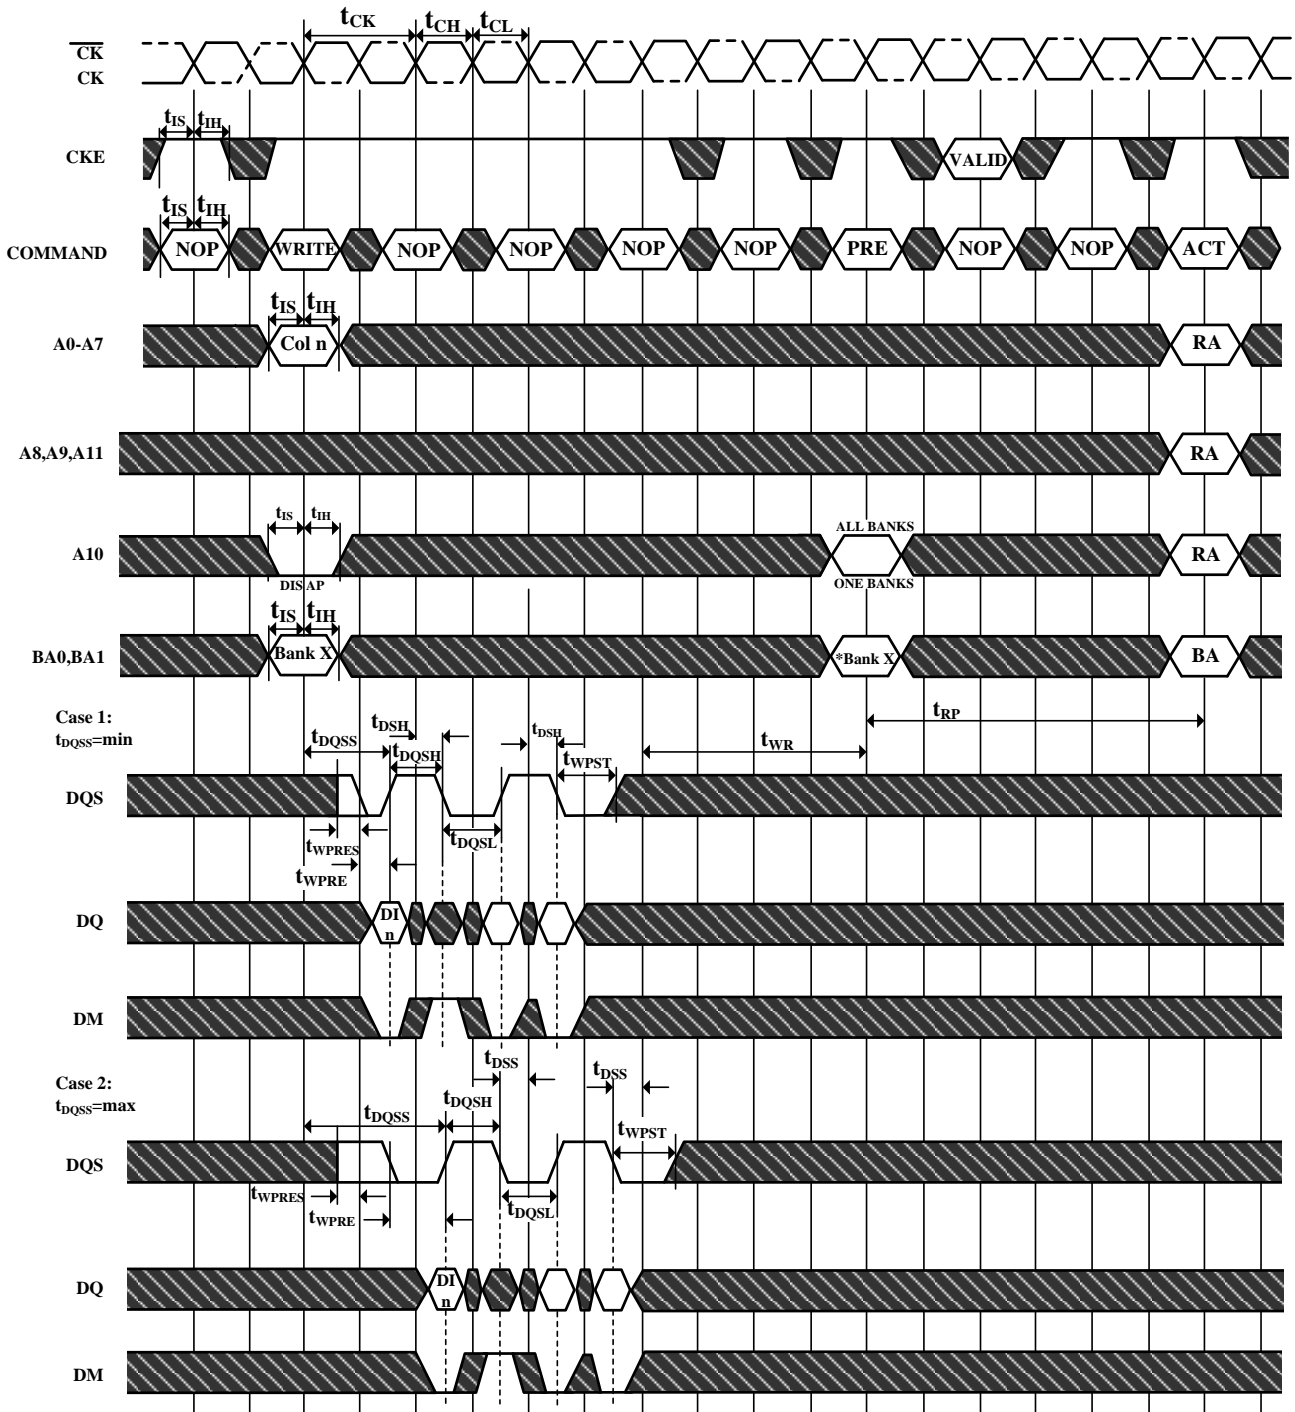 tCK tCH tCL
CK
CK
tIS tIH
CKE
VALID
tIS tIH
COMMAND
NOP WRITE NOP NOP NOP NOP PRE NOP NOP ACT
tIS tIH
A0-A7
Col n
RA
A8,A9,A11
RA
tIS tIH
ALL BANKS
A10
RA
DIS AP
ONE BANKS
tIS tIH
BA0,BA1
Bank X
*Bank X
BA
Case 1:
tDQSS=min
tDSH
tDSH
tRP
tDQSS
tDQSH
tWPST
tWR
DQS
tWPRES
tDQSL
tWPRE
DQ
DI
n
DM
Case 2:
tDQSS=max
tDSS
tDSS
tDQSS
tDQSH
tWPST
DQS
tWPRES
tWPRE
tDQSL
DQ
DI
n
DM